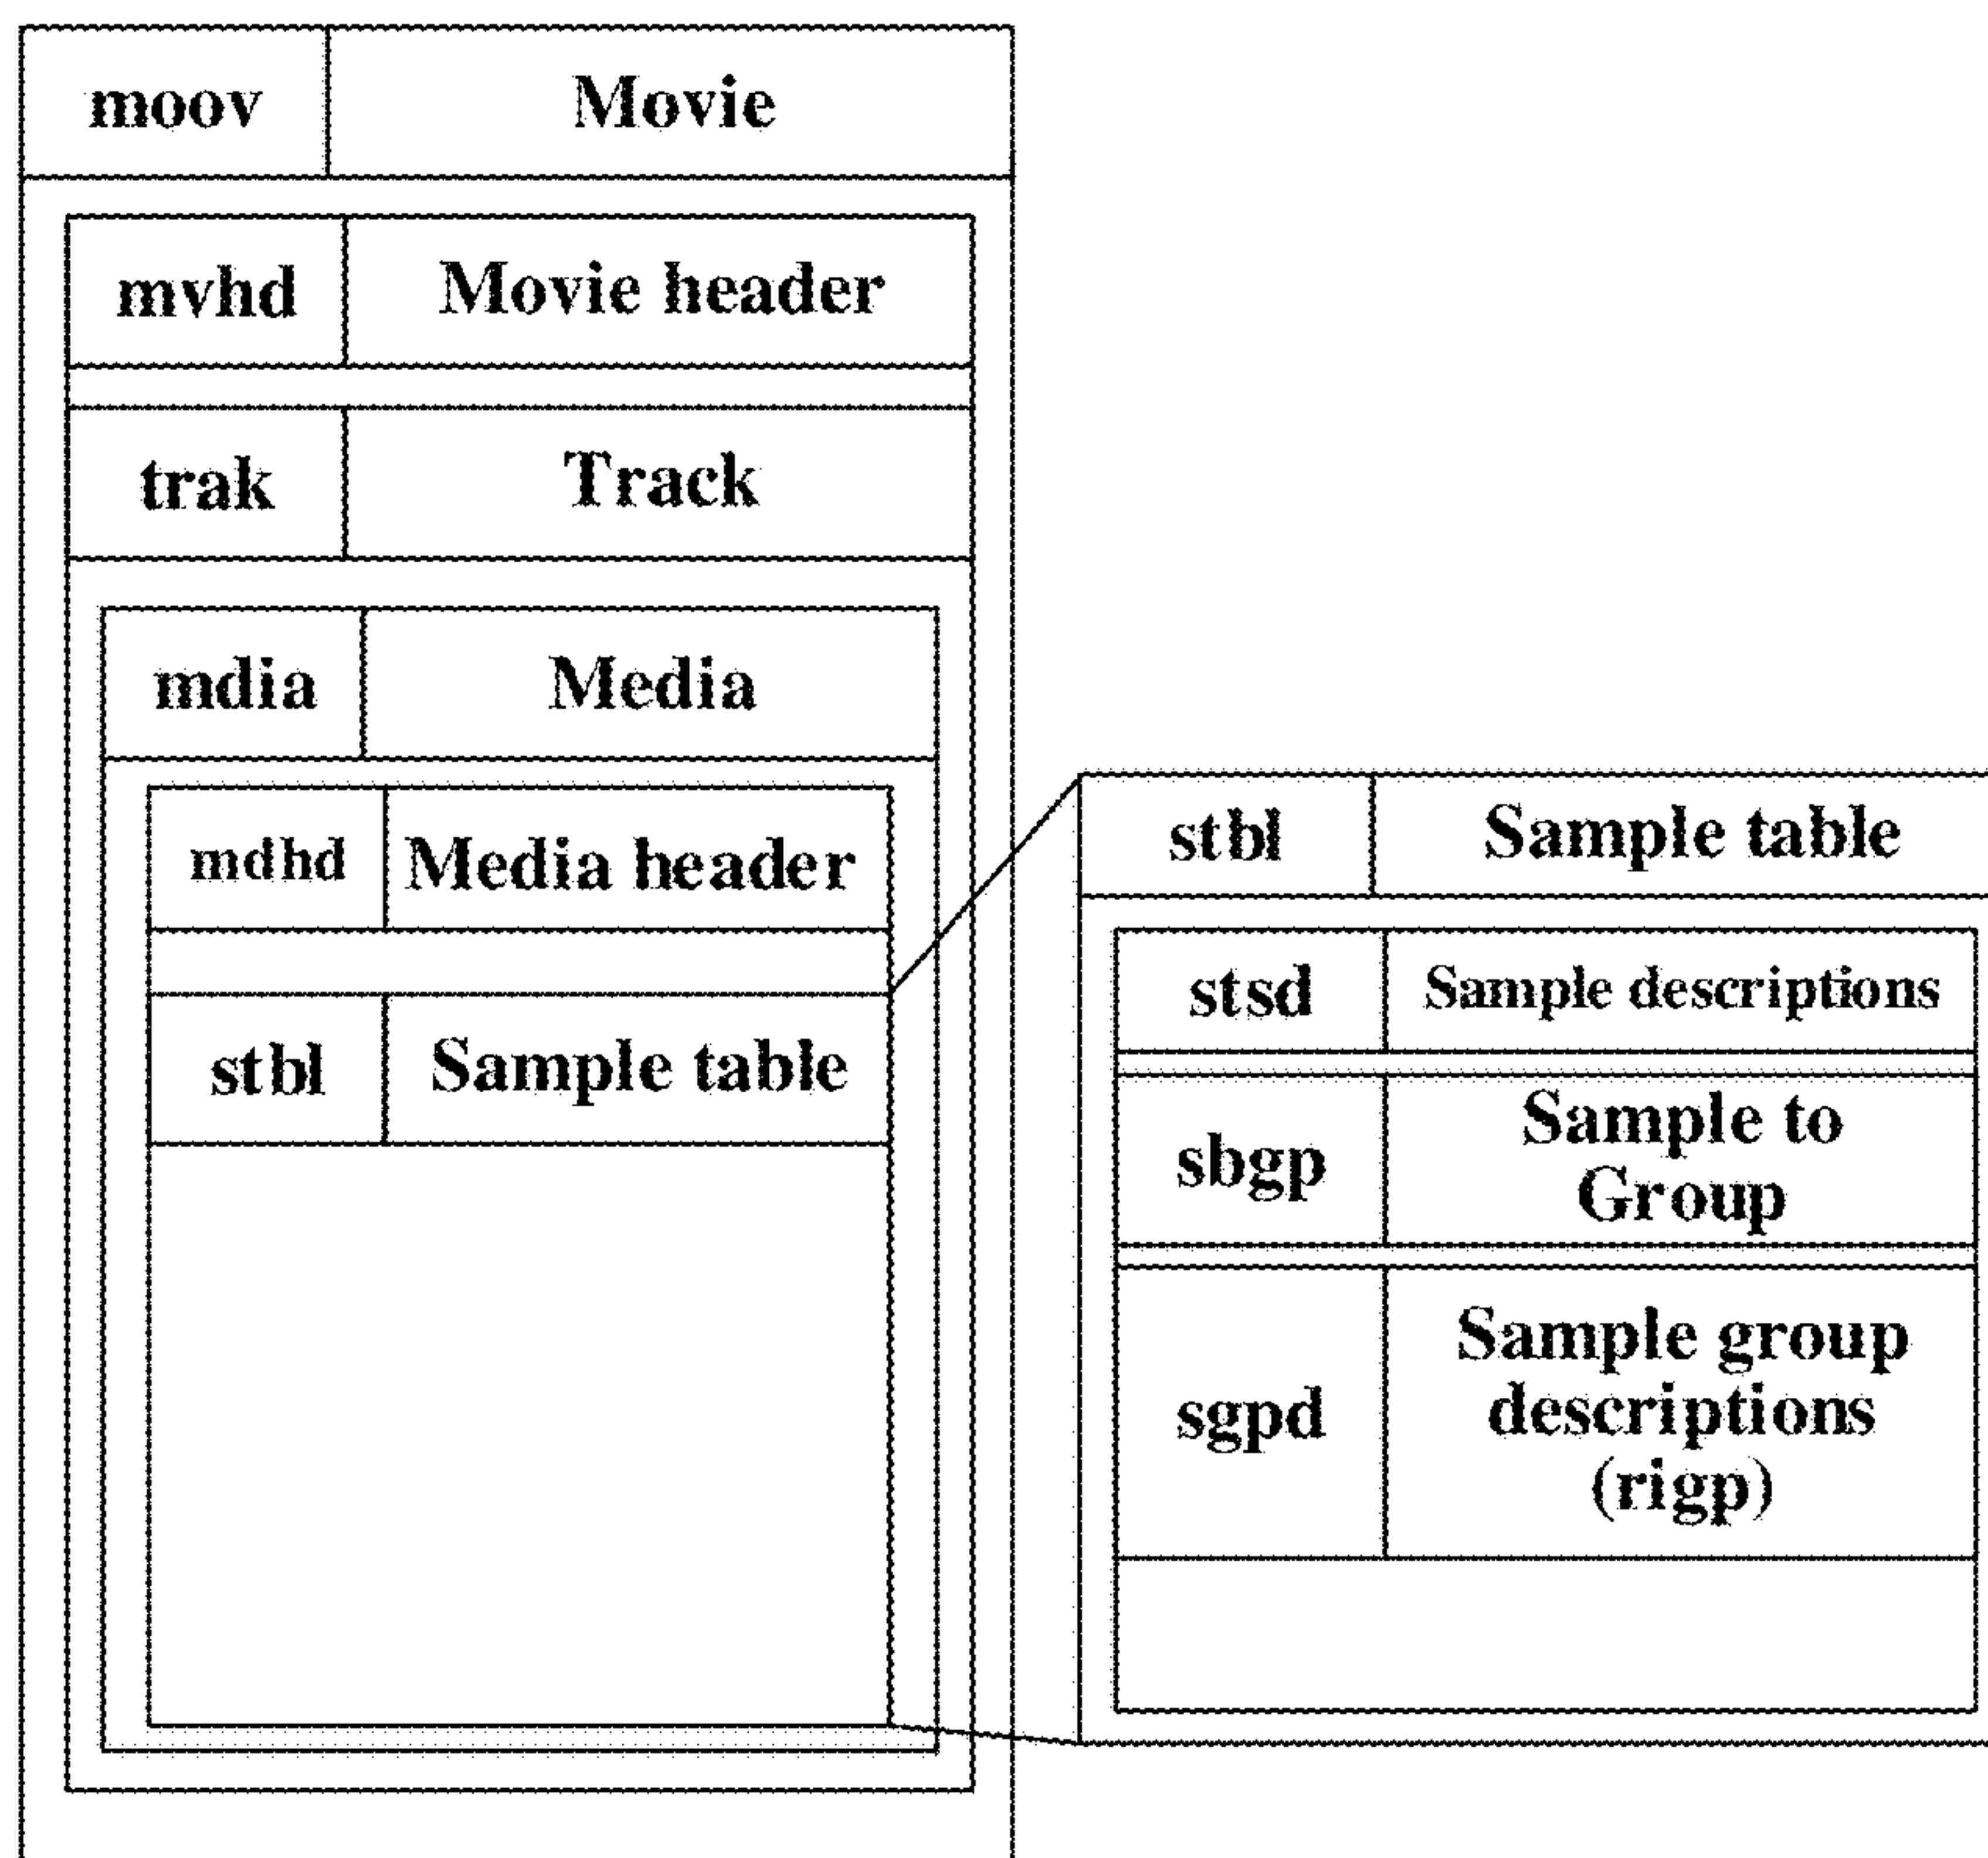 moov Movie
mvhd Movie header
trak Track
mdia Media
mdhd Media header
stbl Sample table
stbl Sample table
stsd Sample descriptions
sbgp Sample to
Group
sgpd Sample group
descriptions
(rigp)